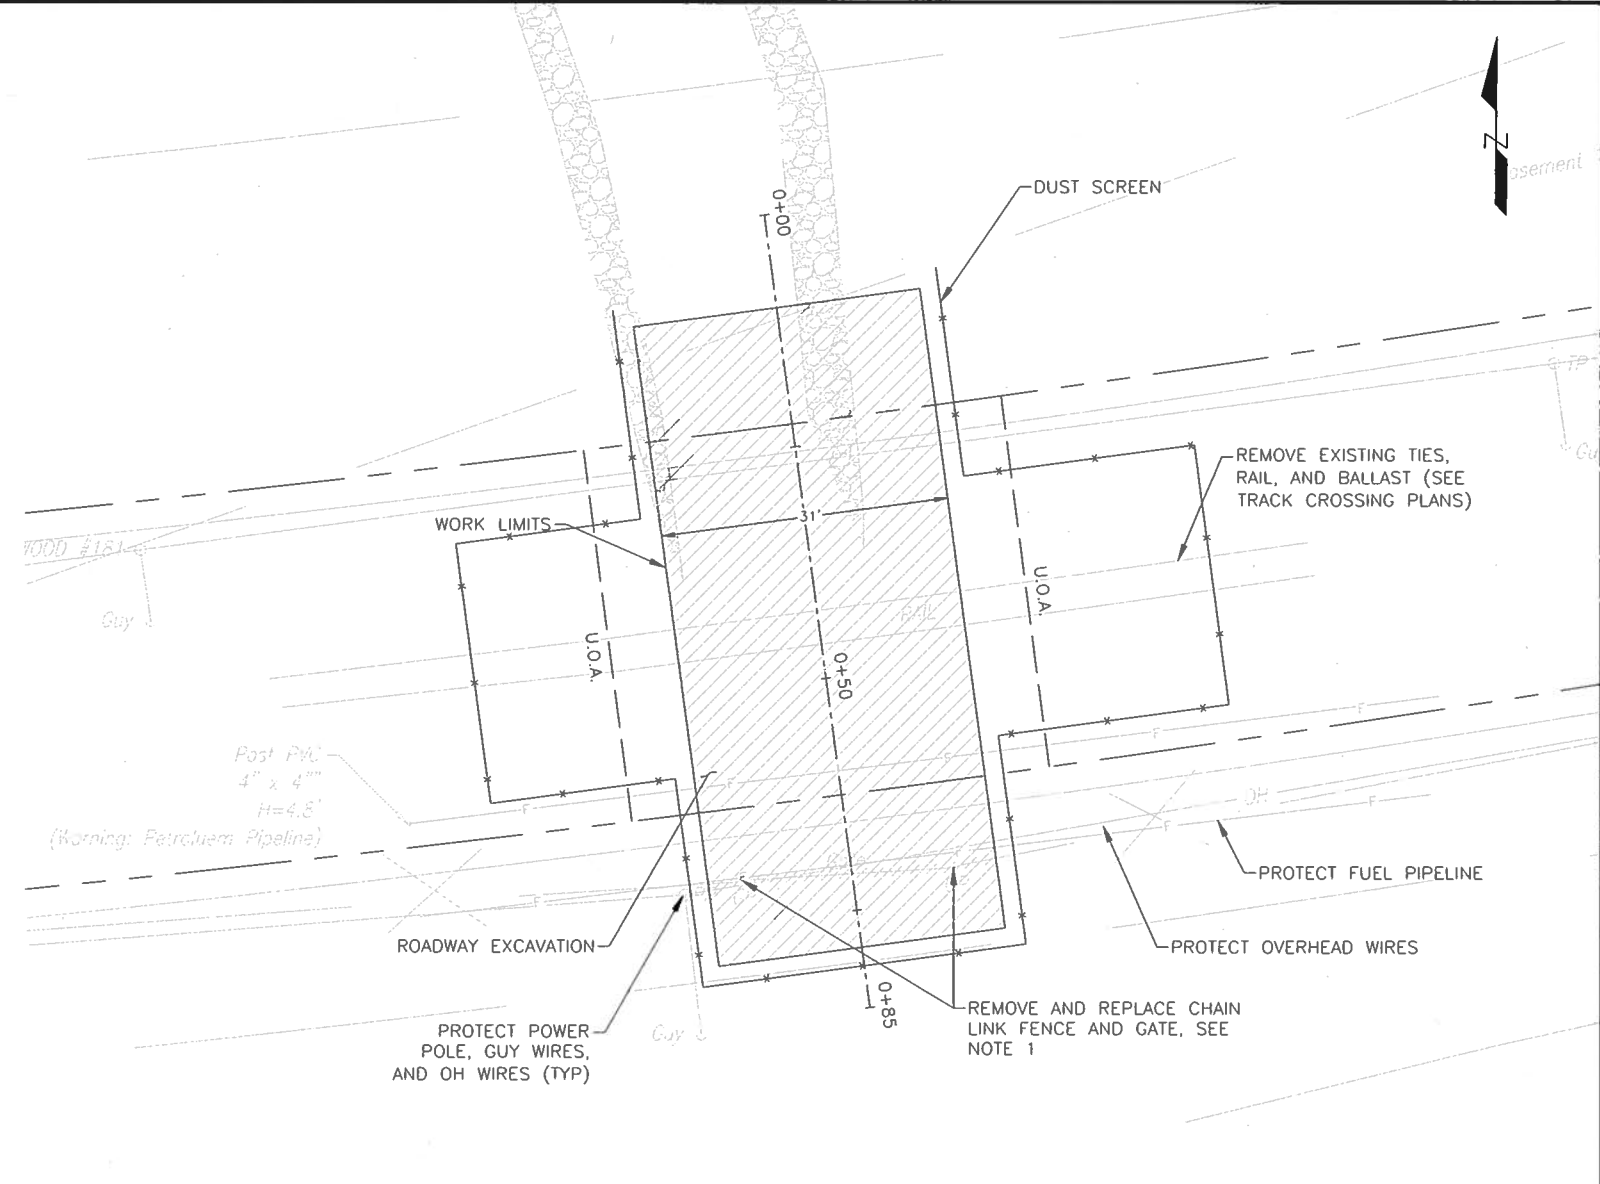 N
DUST SCREEN
0+00
REMOVE EXISTING TIES,
RAIL, AND BALLAST (SEE
TRACK CROSSING PLANS)
TP
31'
WORK LIMITS
#181
Guy
U.O.A.
U.O.A.
RAIL
0+50
Post PVC
4" x 4""
H=4.8'
Petroluem Pipeline)
F
F
F
F
F
OH
F
F
F
F
PROTECT FUEL PIPELINE
ROADWAY EXCAVATION
PROTECT OVERHEAD WIRES
0+85
REMOVE AND REPLACE CHAIN
LINK FENCE AND GATE, SEE
NOTE 1
Guy
PROTECT POWER
POLE, GUY WIRES,
AND OH WIRES (TYP)